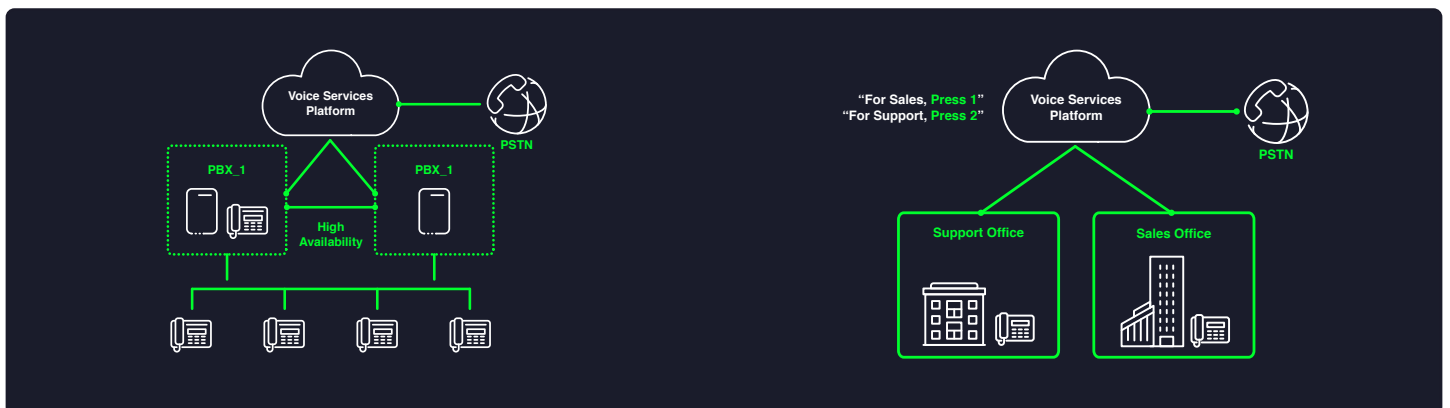 Voice Services
Platform
PSTN
PBX_1
PBX_1
High
Availability
“For Sales, Press 1”
“For Support, Press 2”
Voice Services
Platform
PSTN
Support Office
Sales Office